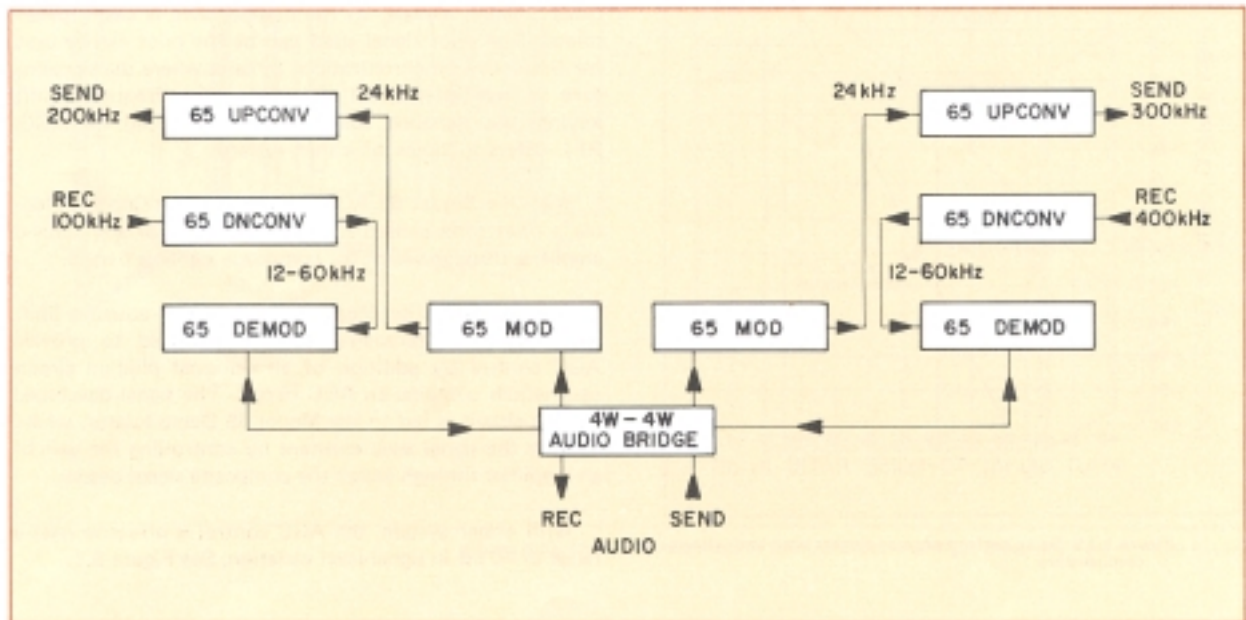 SEND
200kHz
65 UPCONV
24kHz
24kHz
65 UPCONV
SEND
300kHz
REC
100kHz
65 DNCONV
65 DNCONV
REC
400kHz
12-60kHz
12-60kHz
65 DEMOD
65 MOD
65 MOD
65 DEMOD
4W-4W
AUDIO BRIDGE
REC
SEND
AUDIO